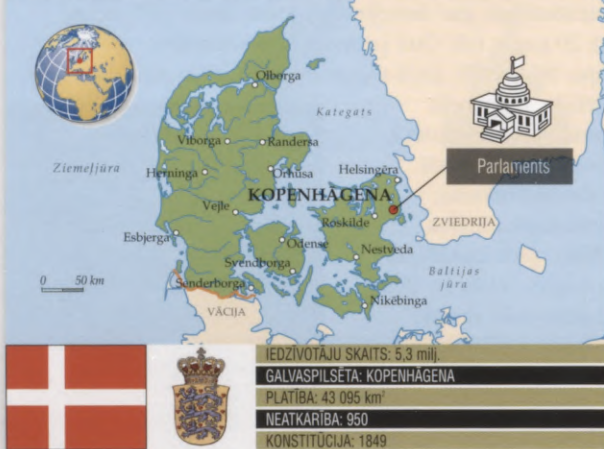 Olborga
Kategats
Viborga
Randersa
Parlaments
Ziemeļjūra
Herninga
Orhūsa
Helsingēra
KOPENHĀGENA
Vejle
Roskilde
ZVIEDRIJA
Esbjerga
Odense
Nestveda
Svendborga
Baltijas
jūra
0 50 km
Senderborga
Nikēbinga
VĀCIJA
IEDZĪVOTĀJU SKAITS: 5,3 milj.
GALVASPILSĒTA: KOPENHĀGENA
PLATĪBA: 43 095 km²
NEATKARĪBA: 950
KONSTITŪCIJA: 1849